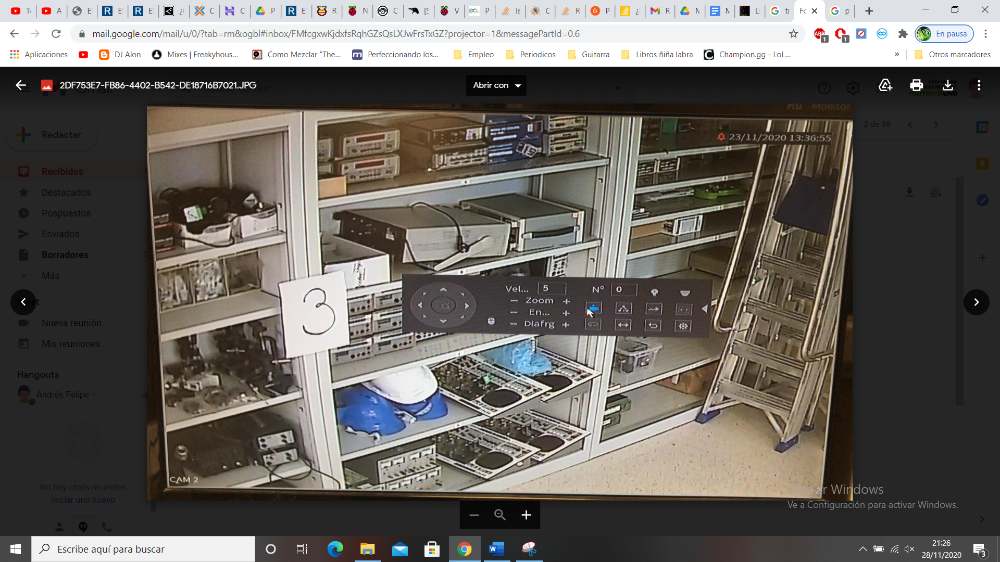 mail.google.com/mail/u/0/?tab=rm&ogbl#inbox/FMfcgxwKjdxfsRqhGZsQsLXJwFrsTxGZ?projector=1&messagePartId=0.6
En pausa
Aplicaciones
DJ Alon
Mixes | Freakyhous...
Como Mezclar "The...
Perfeccionando los...
Empleo
Periodicos
Guitarra
Libros ñiña labra
Champion.gg - LoL...
»
Otros marcadores
2DF753E7-FB86-4402-B542-DE18716B7021.JPG
Abrir con
Redactar
2 de 98
Recibidos
Destacados
Pospuestos
Enviados
Borradores
Más
Nueva reunión
Mis reuniones
Hangouts
Andrés Felipe
No hay chats recientes
Iniciar uno nuevo
HD Monitor
23/11/2020 13:36:55
3
Vel... 5 Nº 0
− Zoom +
− En... +
− Diafrg +
CAM 2
Activar Windows
Ve a Configuración para activar Windows.
Escribe aquí para buscar
21:26
28/11/2020
3